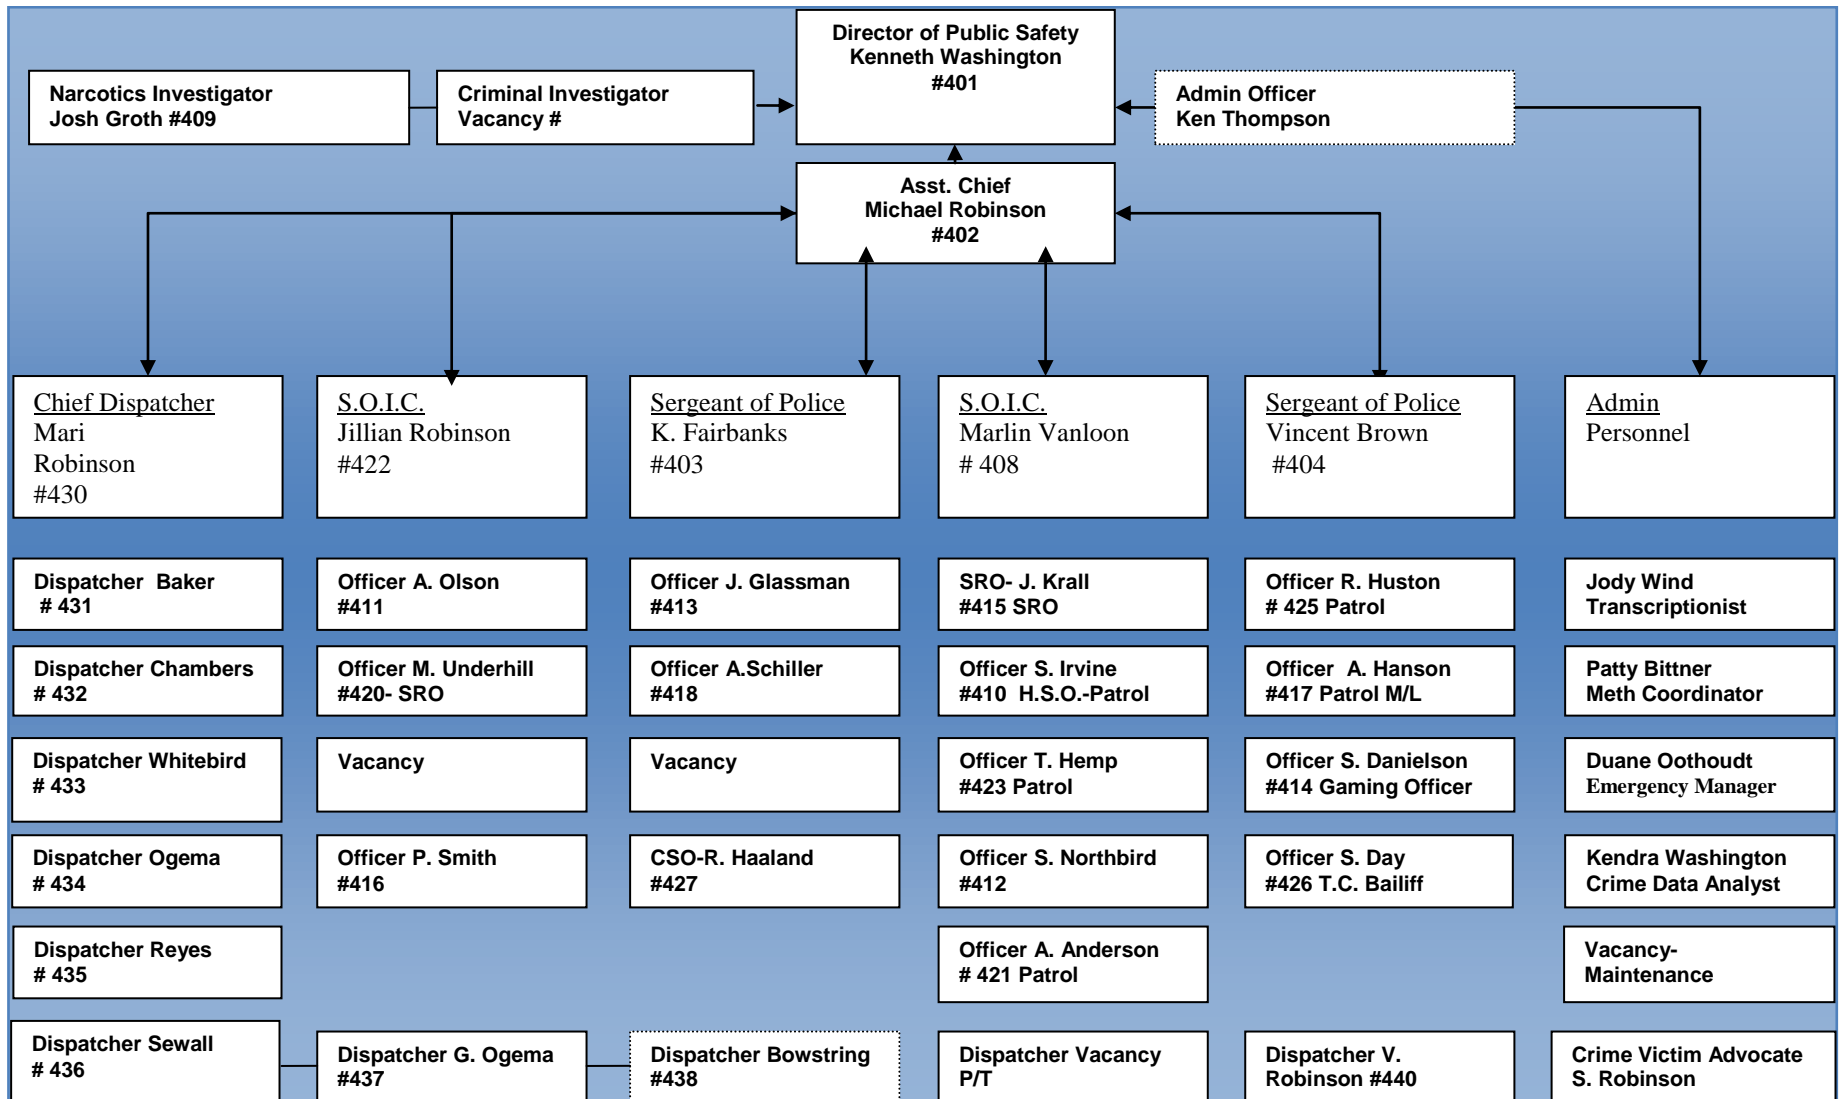 Director of Public Safety
Kenneth Washington
#401
Narcotics Investigator
Josh Groth #409
Criminal Investigator
Vacancy #
Admin Officer
Ken Thompson
Asst. Chief
Michael Robinson
#402
Chief Dispatcher
Mari
Robinson
#430
S.O.I.C.
Jillian Robinson
#422
Sergeant of Police
K. Fairbanks
#403
S.O.I.C.
Marlin Vanloon
# 408
Sergeant of Police
Vincent Brown
#404
Admin
Personnel
Dispatcher  Baker
# 431
Officer A. Olson
#411
Officer J. Glassman
#413
SRO- J. Krall
#415 SRO
Officer R. Huston
# 425 Patrol
Jody Wind
Transcriptionist
Dispatcher Chambers
# 432
Officer M. Underhill
#420- SRO
Officer A.Schiller
#418
Officer S. Irvine
#410  H.S.O.-Patrol
Officer  A. Hanson
#417 Patrol M/L
Patty Bittner
Meth Coordinator
Dispatcher Whitebird
# 433
Vacancy
Vacancy
Officer T. Hemp
#423 Patrol
Officer S. Danielson
#414 Gaming Officer
Duane Oothoudt
Emergency Manager
Dispatcher Ogema
# 434
Officer P. Smith
#416
CSO-R. Haaland
#427
Officer S. Northbird
#412
Officer S. Day
#426 T.C. Bailiff
Kendra Washington
Crime Data Analyst
Dispatcher Reyes
# 435
Officer A. Anderson
# 421 Patrol
Vacancy-
Maintenance
Dispatcher Sewall
# 436
Dispatcher G. Ogema
#437
Dispatcher Bowstring
#438
Dispatcher Vacancy
P/T
Dispatcher V.
Robinson #440
Crime Victim Advocate
S. Robinson